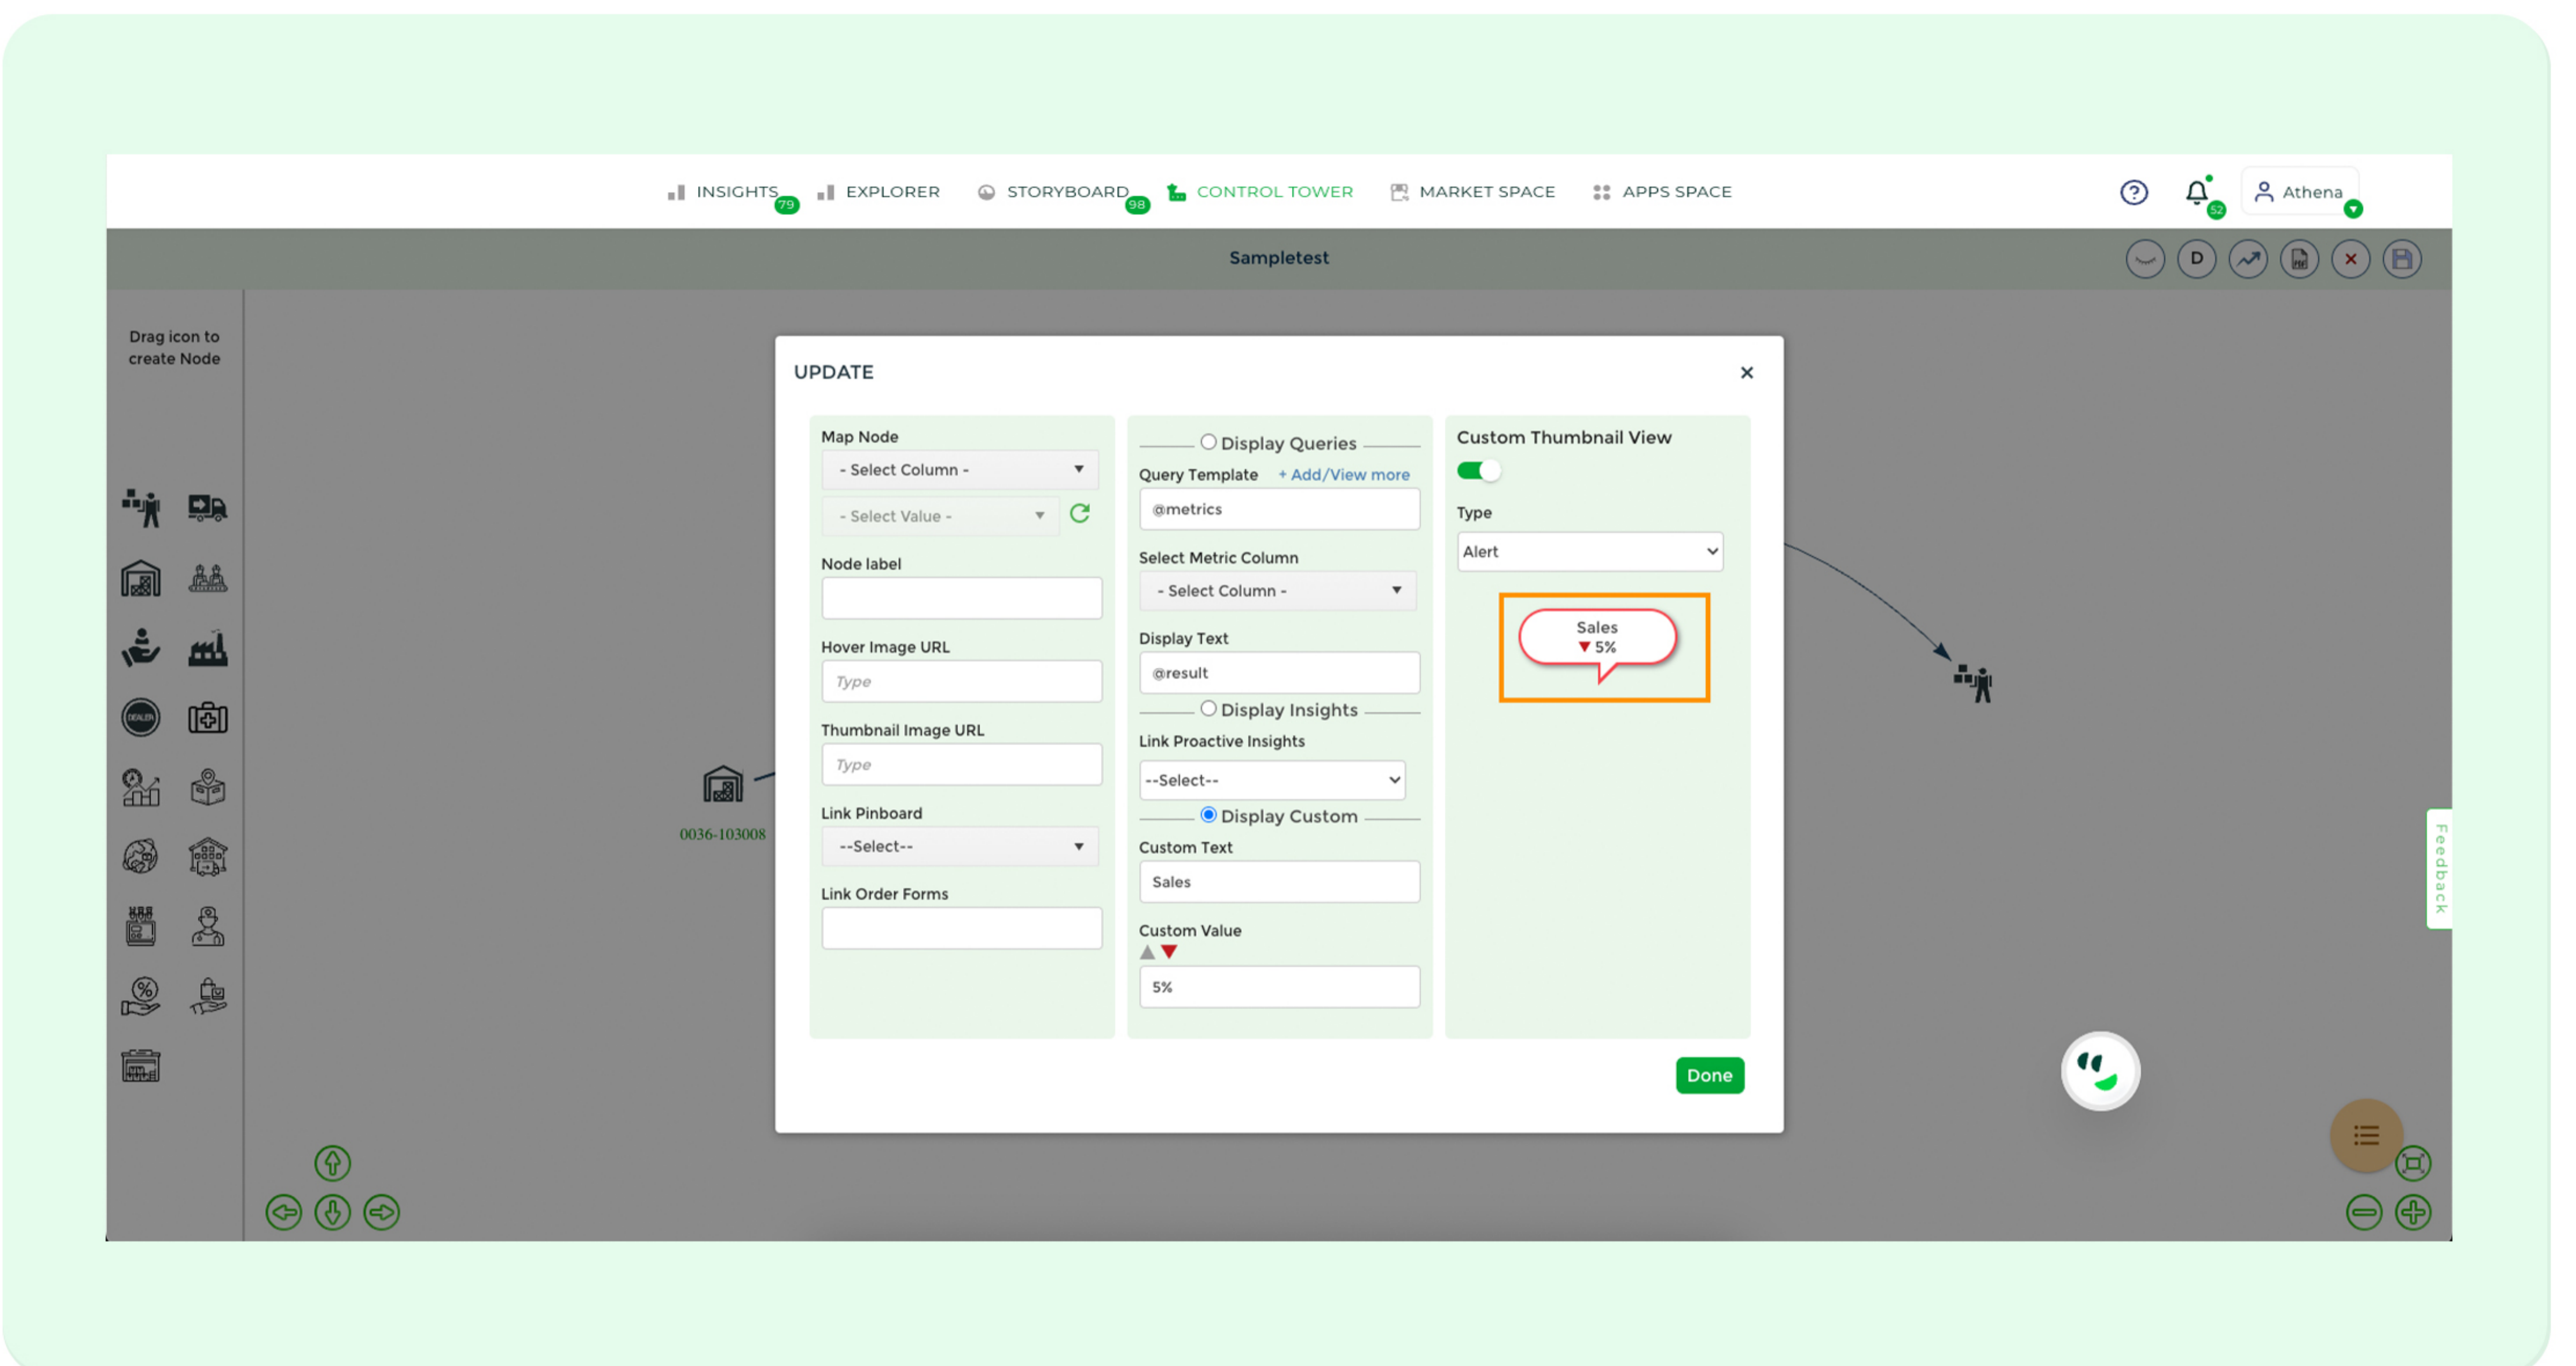 INSIGHTS
79
EXPLORER
STORYBOARD
98
CONTROL TOWER
MARKET SPACE
APPS SPACE
?
52
Athena
Sampletest
D
PDF
Drag icon to
create Node
DEALER
0036-103008
UPDATE
Map Node
- Select Column -
- Select Value -
Node label
Hover Image URL
Type
Thumbnail Image URL
Type
Link Pinboard
--Select--
Link Order Forms
Display Queries
Query Template + Add/View more
@metrics
Select Metric Column
- Select Column -
Display Text
@result
Display Insights
Link Proactive Insights
--Select--
Display Custom
Custom Text
Sales
Custom Value
5%
Custom Thumbnail View
Type
Alert
Sales
▼ 5%
Done
Feedback